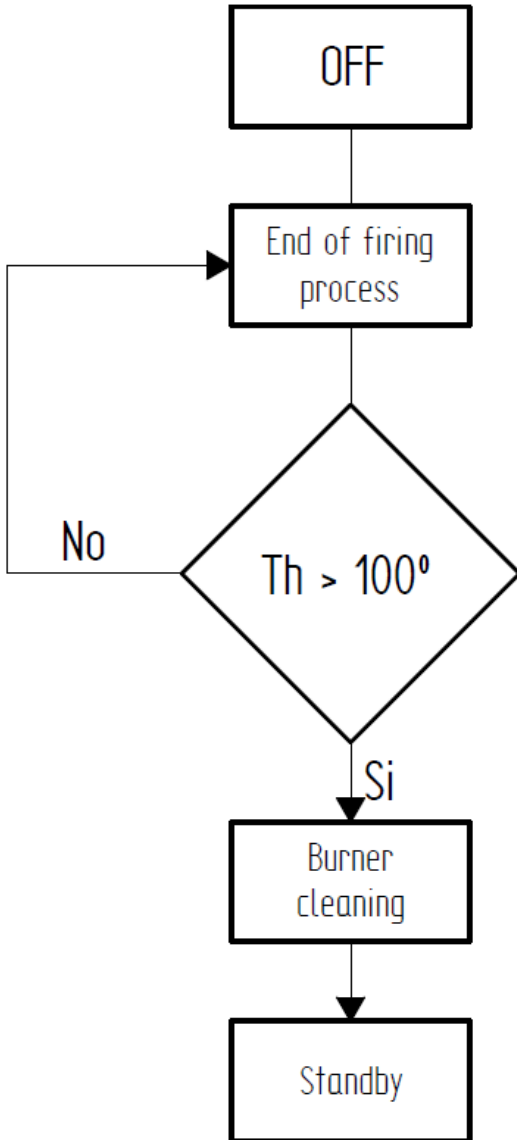 OFF
End of firing
process
No
Th > 100º
Si
Burner
cleaning
Standby